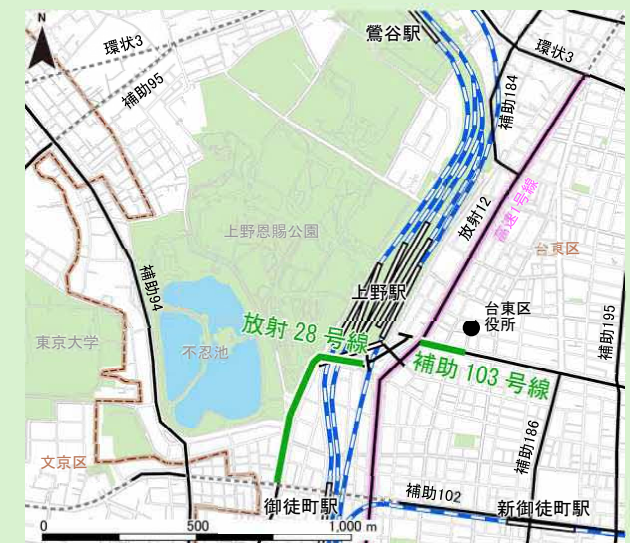 N
鶯谷駅
環状3
環状3
補助95
補助184
放射12
高速1号線
上野恩賜公園
台東区
補助94
上野駅
台東区
役所
補助195
東京大学
不忍池
放射 28 号線
補助 103 号線
文京区
補助186
補助102
御徒町駅
新御徒町駅
0 500 1,000 m